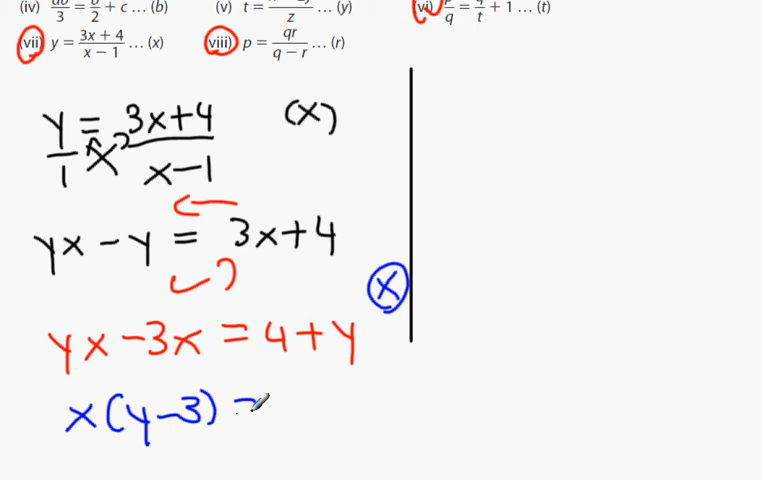 (iv) /3 = /2 + c ... (b) (v) t = /z ... (y) (vi) /q = /t + 1 ... (t)
(vii) y = (3x + 4)/(x − 1) ... (x) (viii) p = qr/(q − r) ... (r)
y/1 = (3x+4)/(x−1) (x)
yx − y = 3x+4
x
yx −3x = 4+y
x(y−3) =